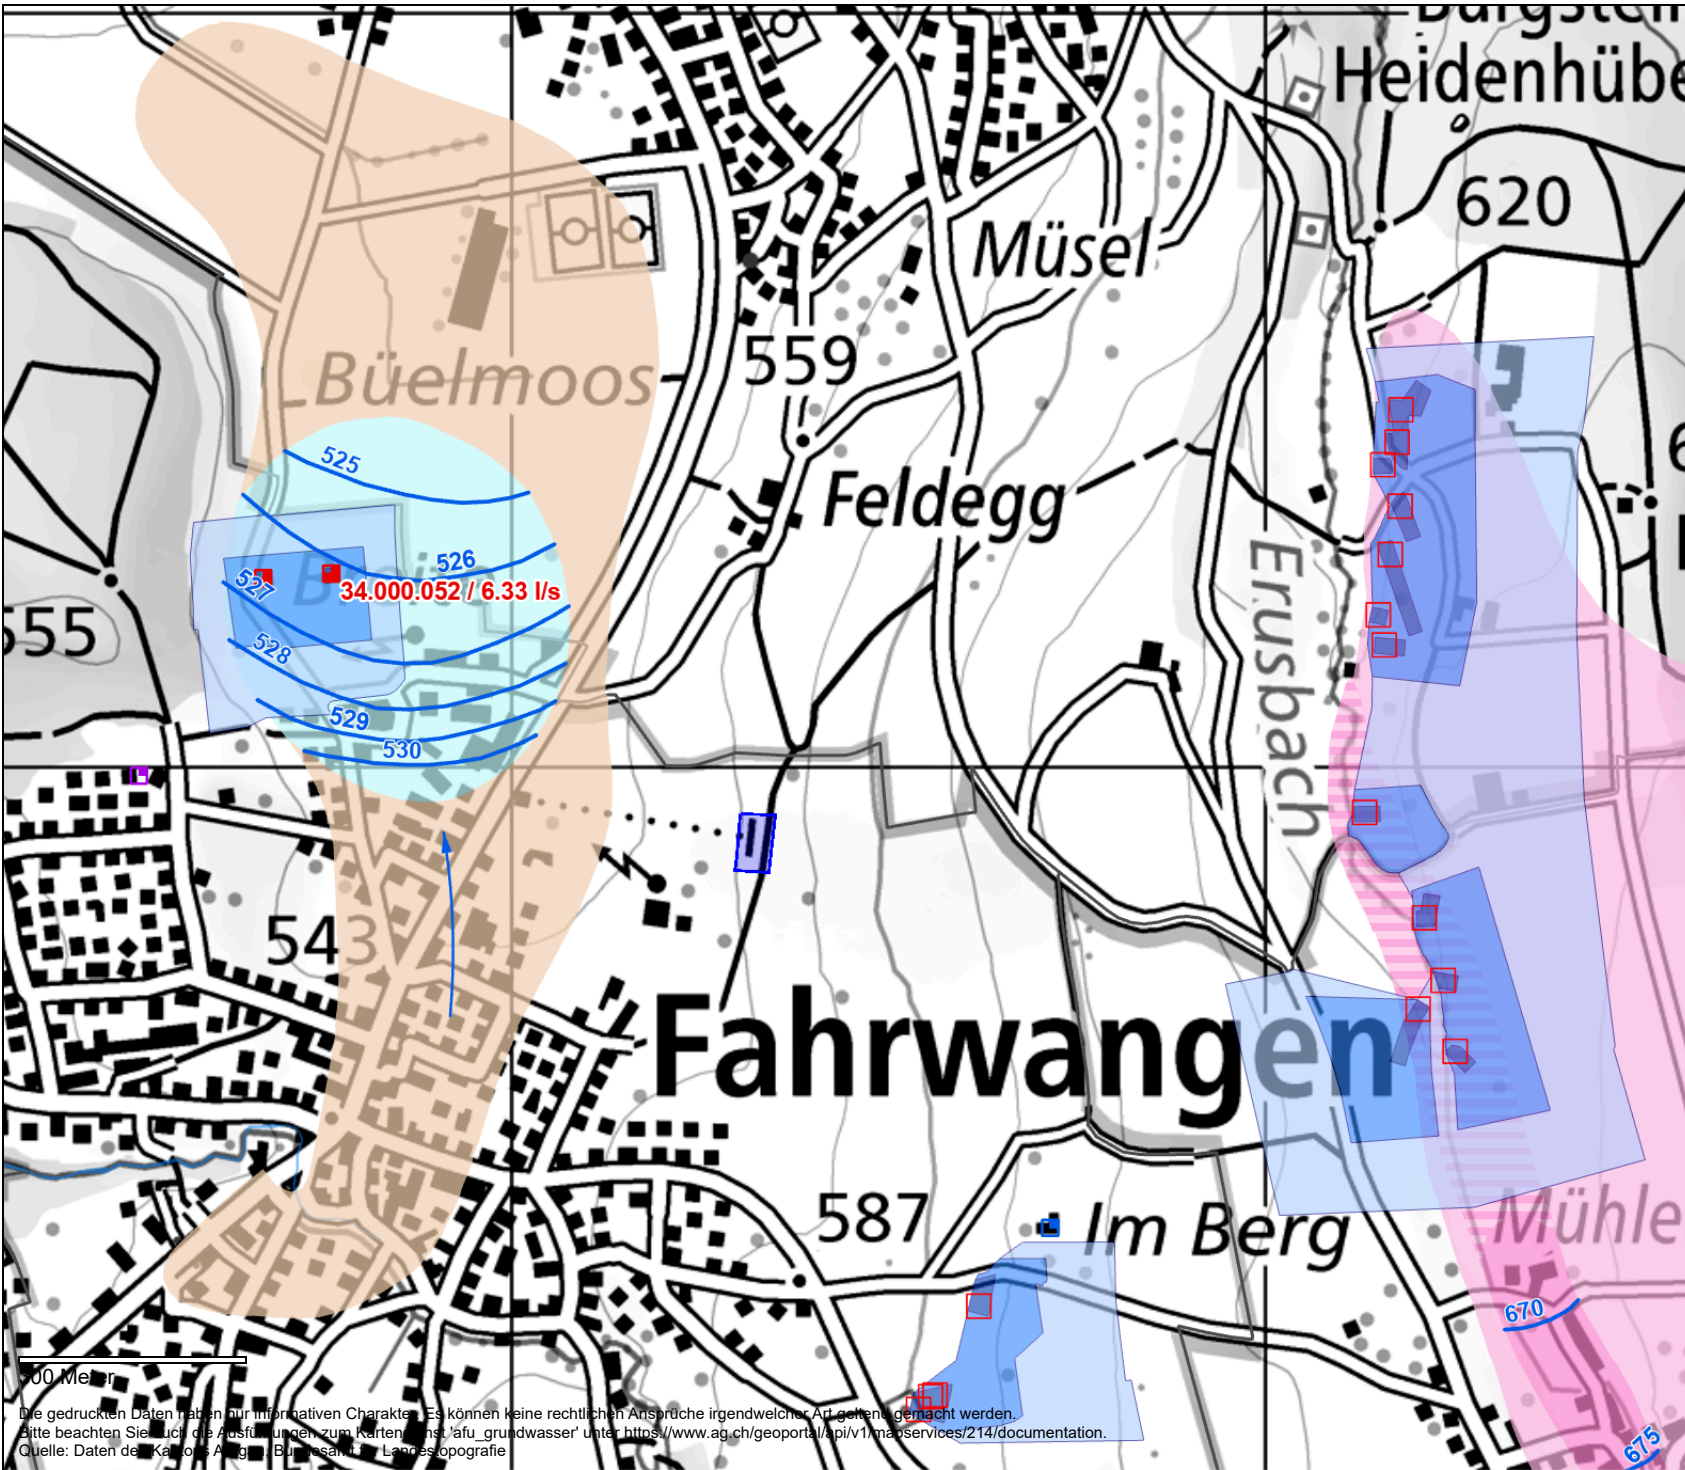 Heidenhübe
620
Müsel
559
Büelmoos
525
Feldegg
526
34.000.052 / 6.33 l/s
527
528
Erusbach
529
530
543
Fahrwangen
587
Im Berg
Mühle
670
675
Die gedruckten Daten haben nur informativen Charakter. Es können keine rechtlichen Ansprüche irgendwelcher Art geltend gemacht werden.
Bitte beachten Sie auch die Ausführungen zum Kartendienst 'afu_grundwasser' unter https://www.ag.ch/geoportal/api/v1/mapservices/214/documentation.
Quelle: Daten des Kantons Aargau, Bundesamt für Landestopografie